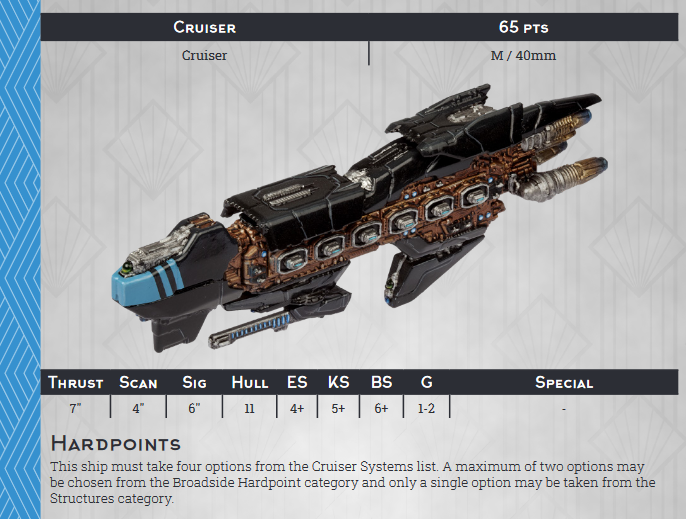 Cruiser 65 pts
Cruiser M / 40mm
Thrust Scan Sig Hull ES KS BS G Special
7" 4" 6" 11 4+ 5+ 6+ 1-2 -
Hardpoints
This ship must take four options from the Cruiser Systems list. A maximum of two options may
be chosen from the Broadside Hardpoint category and only a single option may be taken from the
Structures category.